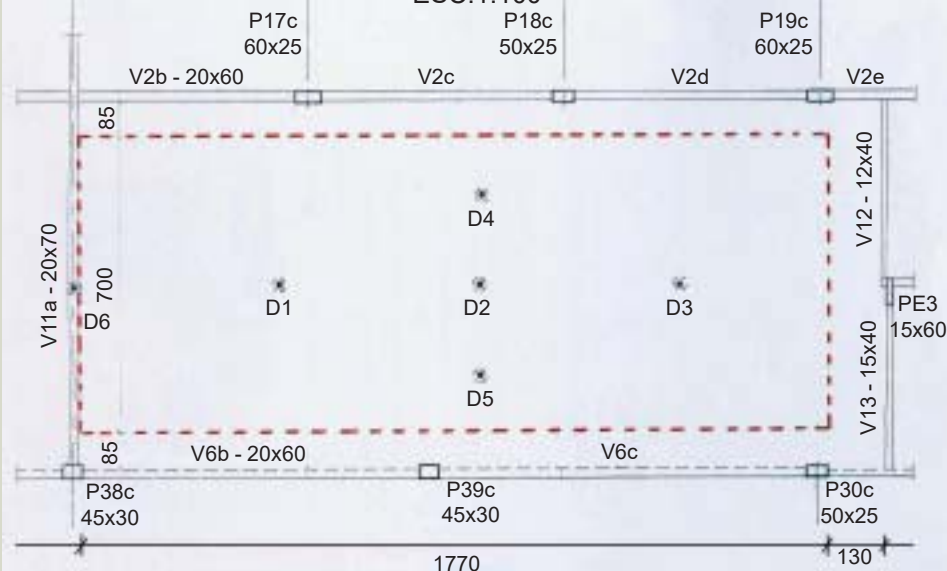 P17c
60x25
P18c
50x25
P19c
60x25
V2b - 20x60
V2c
V2d
V2e
85
V12 - 12x40
D4
V11a - 20x70
700
D6
D1
D2
D3
PE3
15x60
V13 - 15x40
D5
85
V6b - 20x60
V6c
P38c
45x30
P39c
45x30
P30c
50x25
1770
130